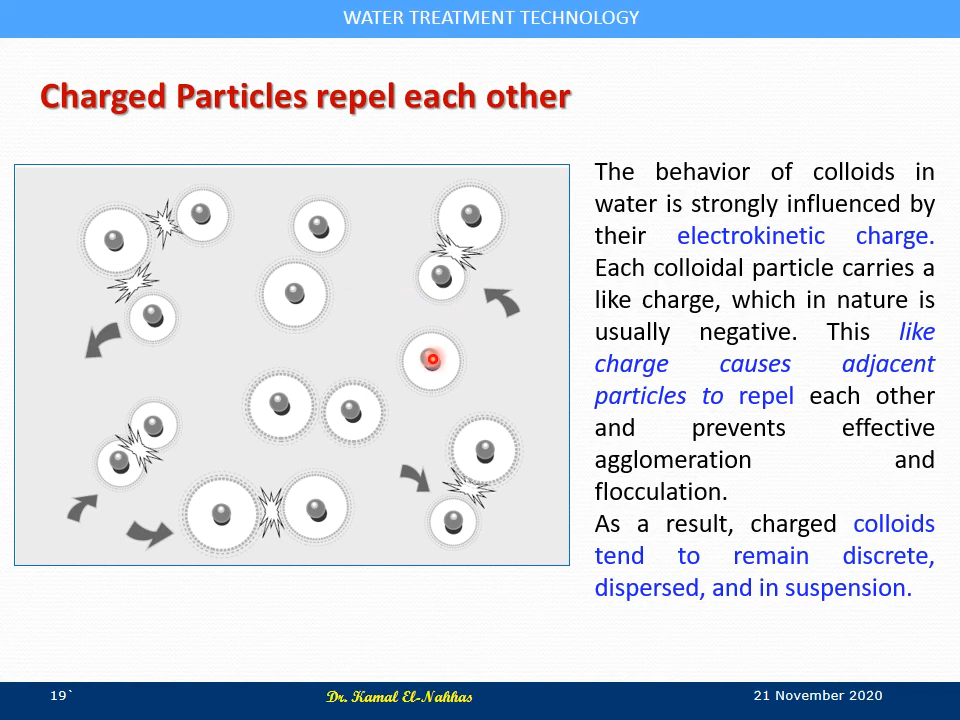 WATER TREATMENT TECHNOLOGY
Charged Particles repel each other
The behavior of colloids in
water is strongly influenced by
their electrokinetic charge.
Each colloidal particle carries a
like charge, which in nature is
usually negative. This like
charge causes adjacent
particles to repel each other
and prevents effective
agglomeration and
flocculation.
As a result, charged colloids
tend to remain discrete,
dispersed, and in suspension.
19`
Dr. Kamal El-Nahhas
21 November 2020